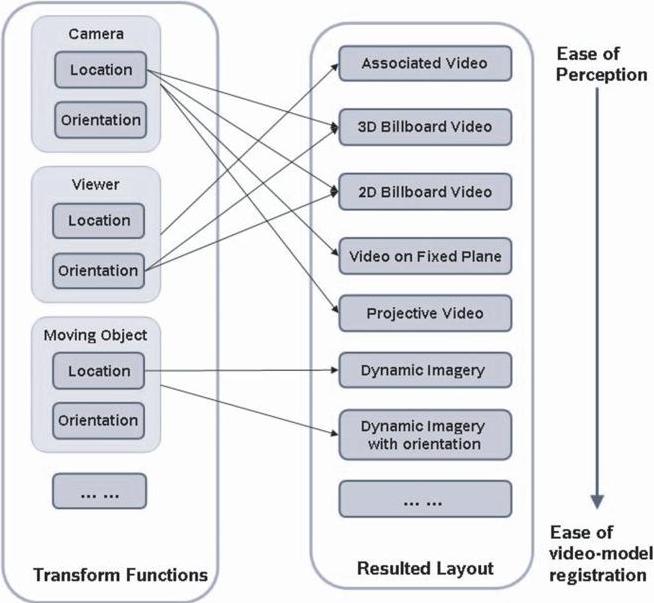 Camera
Location
Orientation
Viewer
Location
Orientation
Moving Object
Location
Orientation
... ...
Transform Functions
Associated Video
3D Billboard Video
2D Billboard Video
Video on Fixed Plane
Projective Video
Dynamic Imagery
Dynamic Imagery
with orientation
... ...
Resulted Layout
Ease of
Perception
Ease of
video-model
registration